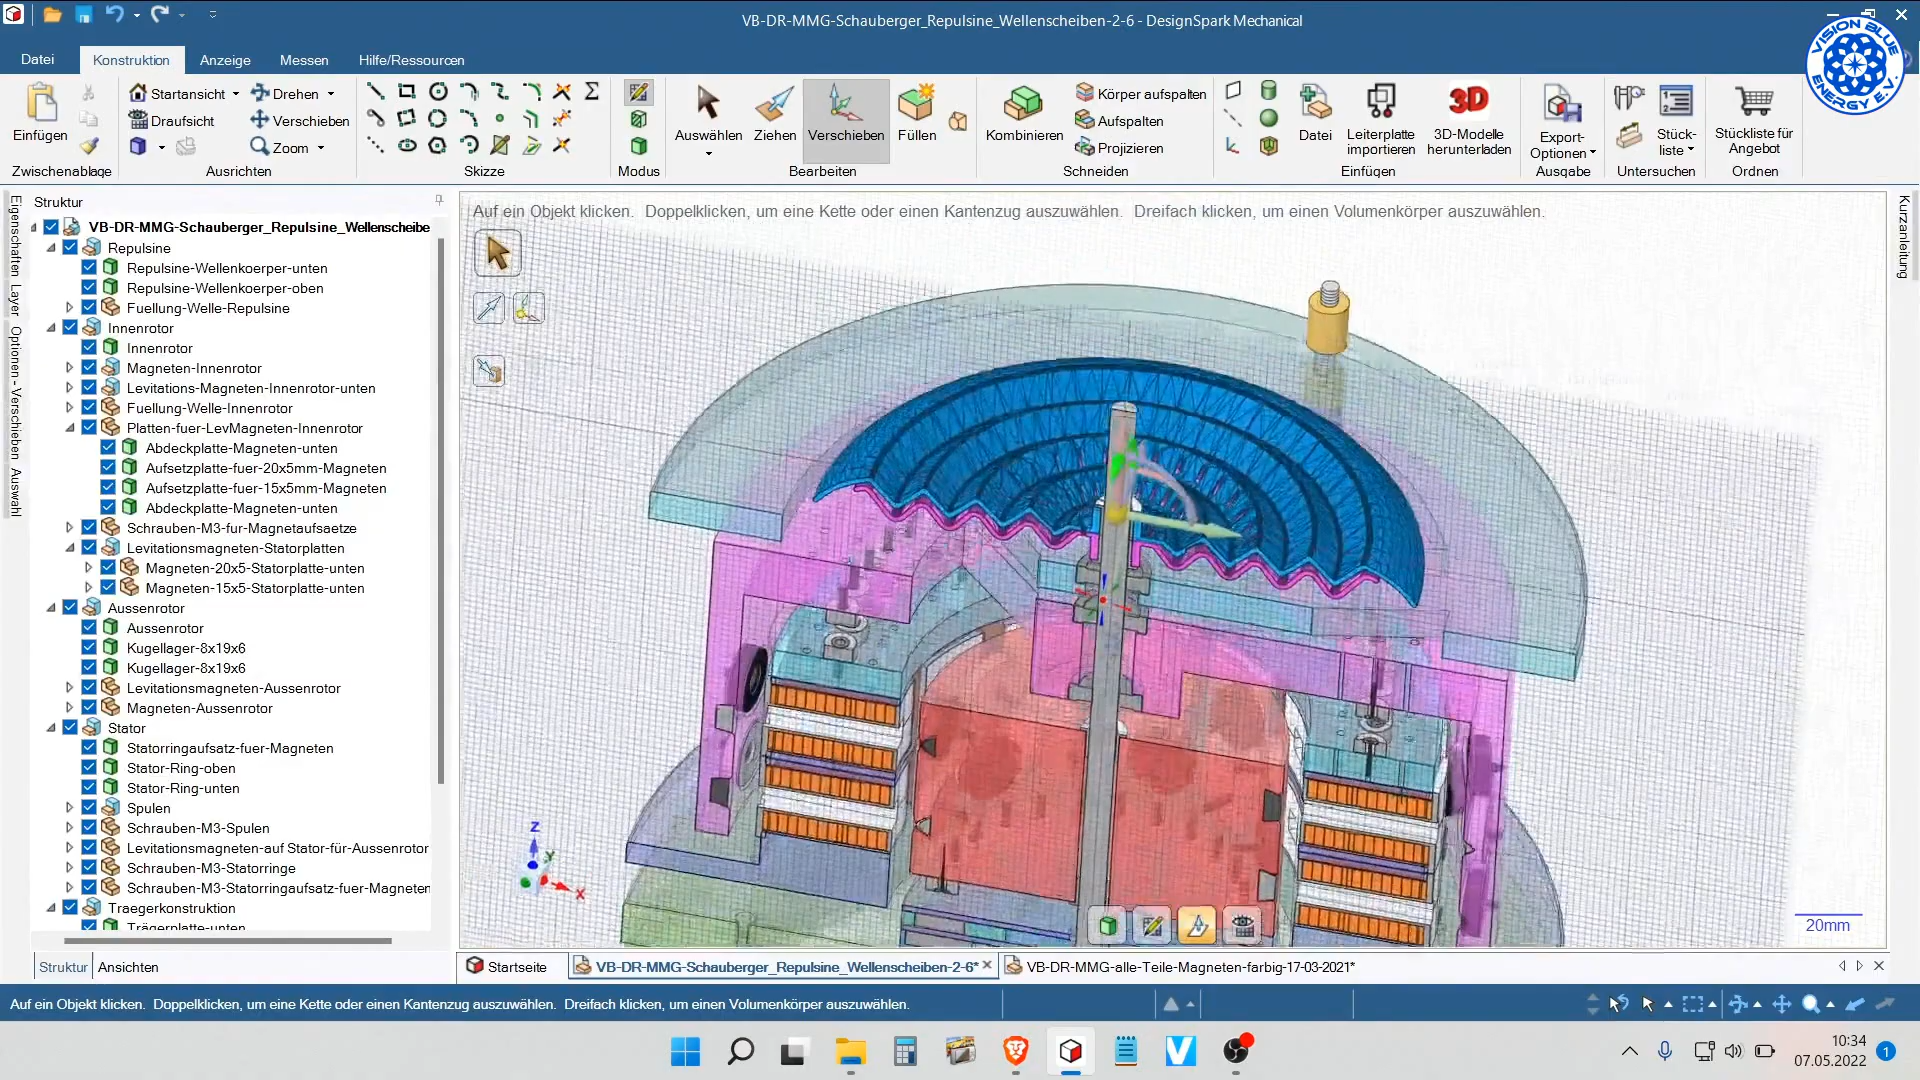 VB-DR-MMG-Schauberger_Repulsine_Wellenscheiben-2-6 - DesignSpark Mechanical
VISION BLUE ENERGY E.V.
Datei
Konstruktion
Anzeige
Messen
Hilfe/Ressourcen
Einfügen
Zwischenablage
Startansicht
Draufsicht
Drehen
Verschieben
Zoom
Ausrichten
Skizze
Modus
Auswählen
Ziehen
Verschieben
Füllen
Bearbeiten
Kombinieren
Körper aufspalten
Aufspalten
Projizieren
Schneiden
Datei
Leiterplatte
importieren
3D
3D-Modelle
herunterladen
Einfügen
Export-
Optionen
Ausgabe
Stück-
liste
Untersuchen
Stückliste für
Angebot
Ordnen
Eigenschaften
Layer
Optionen - Verschieben
Auswahl
Struktur
VB-DR-MMG-Schauberger_Repulsine_Wellenscheibe
Repulsine
Repulsine-Wellenkoerper-unten
Repulsine-Wellenkoerper-oben
Fuellung-Welle-Repulsine
Innenrotor
Innenrotor
Magneten-Innenrotor
Levitations-Magneten-Innenrotor-unten
Fuellung-Welle-Innenrotor
Platten-fuer-LevMagneten-Innenrotor
Abdeckplatte-Magneten-unten
Aufsetzplatte-fuer-20x5mm-Magneten
Aufsetzplatte-fuer-15x5mm-Magneten
Abdeckplatte-Magneten-unten
Schrauben-M3-fur-Magnetaufsaetze
Levitationsmagneten-Statorplatten
Magneten-20x5-Statorplatte-unten
Magneten-15x5-Statorplatte-unten
Aussenrotor
Aussenrotor
Kugellager-8x19x6
Kugellager-8x19x6
Levitationsmagneten-Aussenrotor
Magneten-Aussenrotor
Stator
Statorringaufsatz-fuer-Magneten
Stator-Ring-oben
Stator-Ring-unten
Spulen
Schrauben-M3-Spulen
Levitationsmagneten-auf Stator-für-Aussenrotor
Schrauben-M3-Statorringe
Schrauben-M3-Statorringaufsatz-fuer-Magneten
Traegerkonstruktion
Trägerplatte-unten
Struktur
Ansichten
Auf ein Objekt klicken. Doppelklicken, um eine Kette oder einen Kantenzug auszuwählen. Dreifach klicken, um einen Volumenkörper auszuwählen.
Kurzanleitung
Z
Y
X
20mm
Startseite
VB-DR-MMG-Schauberger_Repulsine_Wellenscheiben-2-6*
VB-DR-MMG-alle-Teile-Magneten-farbig-17-03-2021*
Auf ein Objekt klicken. Doppelklicken, um eine Kette oder einen Kantenzug auszuwählen. Dreifach klicken, um einen Volumenkörper auszuwählen.
10:34
07.05.2022
1